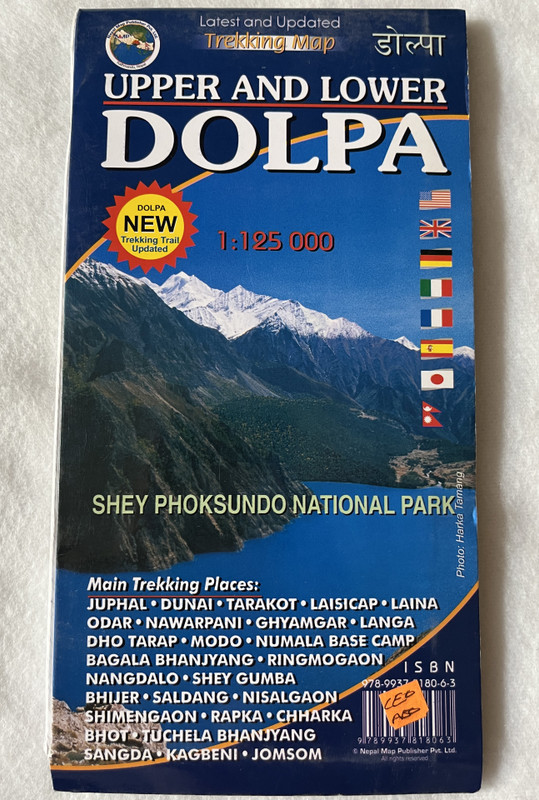 Latest and Updated
Trekking Map
डोल्पा
UPPER AND LOWER
DOLPA
DOLPA
NEW
Trekking Trail
Updated
1:125 000
SHEY PHOKSUNDO NATIONAL PARK
Photo: Harka Tamang
Main Trekking Places:
JUPHAL • DUNAI • TARAKOT • LAISICAP • LAINA
ODAR • NAWARPANI • GHYAMGAR • LANGA
DHO TARAP • MODO • NUMALA BASE CAMP
BAGALA BHANJYANG • RINGMOGAON
NANGDALO • SHEY GUMBA
BHIJER • SALDANG • NISALGAON
SHIMENGAON • RAPKA • CHHARKA
BHOT • TUCHELA BHANJYANG
SANGDA • KAGBENI • JOMSOM
ISBN
9 789937 818063
© Nepal Map Publisher Pvt. Ltd.
All rights reserved.